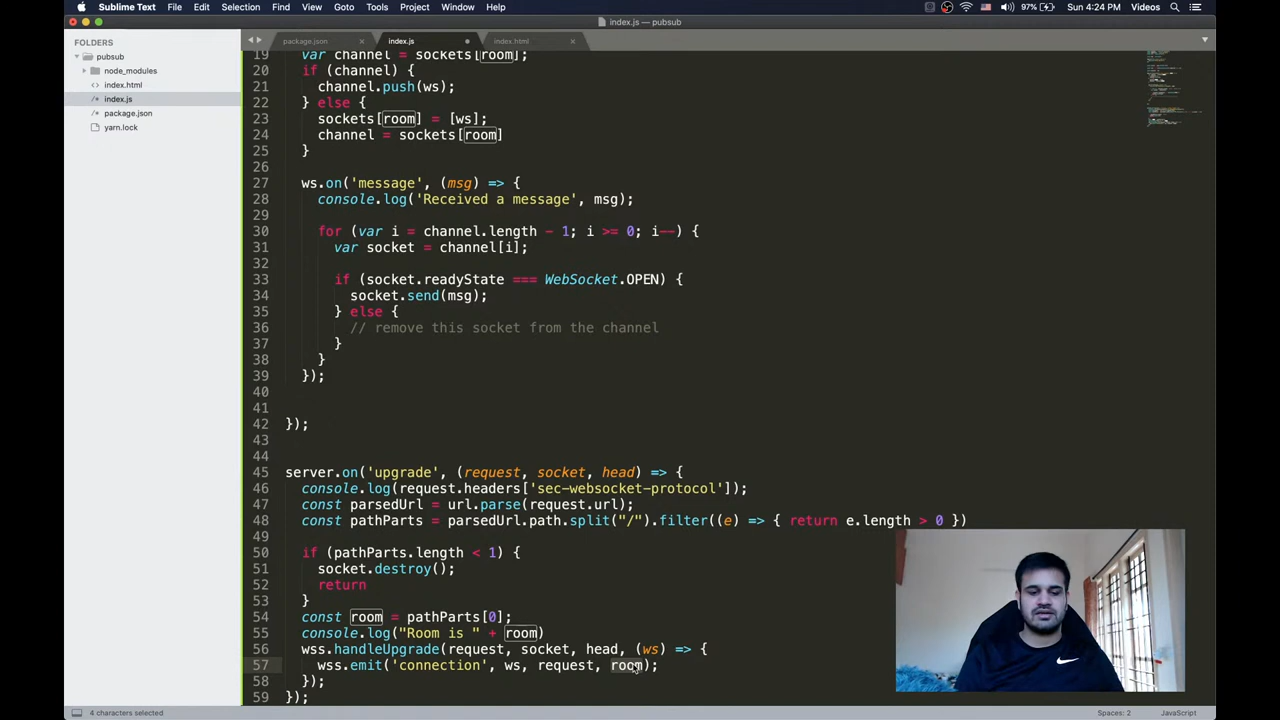 Sublime Text File Edit Selection Find View Goto Tools Project Window Help 97% Sun 4:24 PM Videos
index.js — pubsub
FOLDERS
pubsub
node_modules
index.html
index.js
package.json
yarn.lock
package.json index.js index.html
19 var channel = sockets[room];
20 if (channel) {
21 channel.push(ws);
22 } else {
23 sockets[room] = [ws];
24 channel = sockets[room]
25 }
26
27 ws.on('message', (msg) => {
28 console.log('Received a message', msg);
29
30 for (var i = channel.length - 1; i >= 0; i--) {
31 var socket = channel[i];
32
33 if (socket.readyState === WebSocket.OPEN) {
34 socket.send(msg);
35 } else {
36 // remove this socket from the channel
37 }
38 }
39 });
40
41
42 });
43
44
45 server.on('upgrade', (request, socket, head) => {
46 console.log(request.headers['sec-websocket-protocol']);
47 const parsedUrl = url.parse(request.url);
48 const pathParts = parsedUrl.path.split("/").filter((e) => { return e.length > 0 })
49
50 if (pathParts.length < 1) {
51 socket.destroy();
52 return
53 }
54 const room = pathParts[0];
55 console.log("Room is " + room)
56 wss.handleUpgrade(request, socket, head, (ws) => {
57 wss.emit('connection', ws, request, room);
58 });
59 });
4 characters selected Spaces: 2 JavaScript